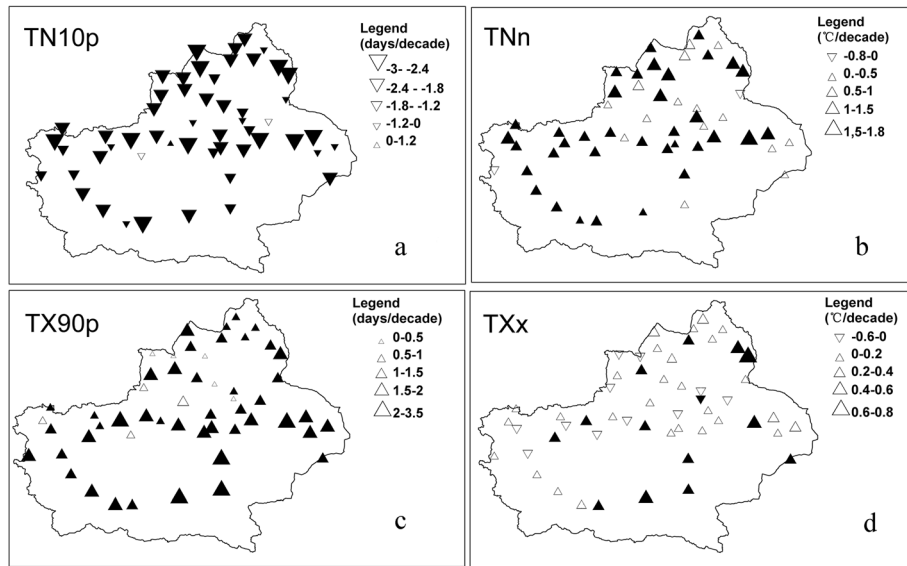 TN10p
Legend
(days/decade)
-3- -2.4
-2.4 - -1.8
-1.8- -1.2
-1.2-0
0-1.2
a
TNn
Legend
(℃/decade)
-0.8-0
0-0.5
0.5-1
1-1.5
1,5-1.8
b
TX90p
Legend
(days/decade)
0-0.5
0.5-1
1-1.5
1.5-2
2-3.5
c
TXx
Legend
(℃/decade)
-0.6-0
0-0.2
0.2-0.4
0.4-0.6
0.6-0.8
d